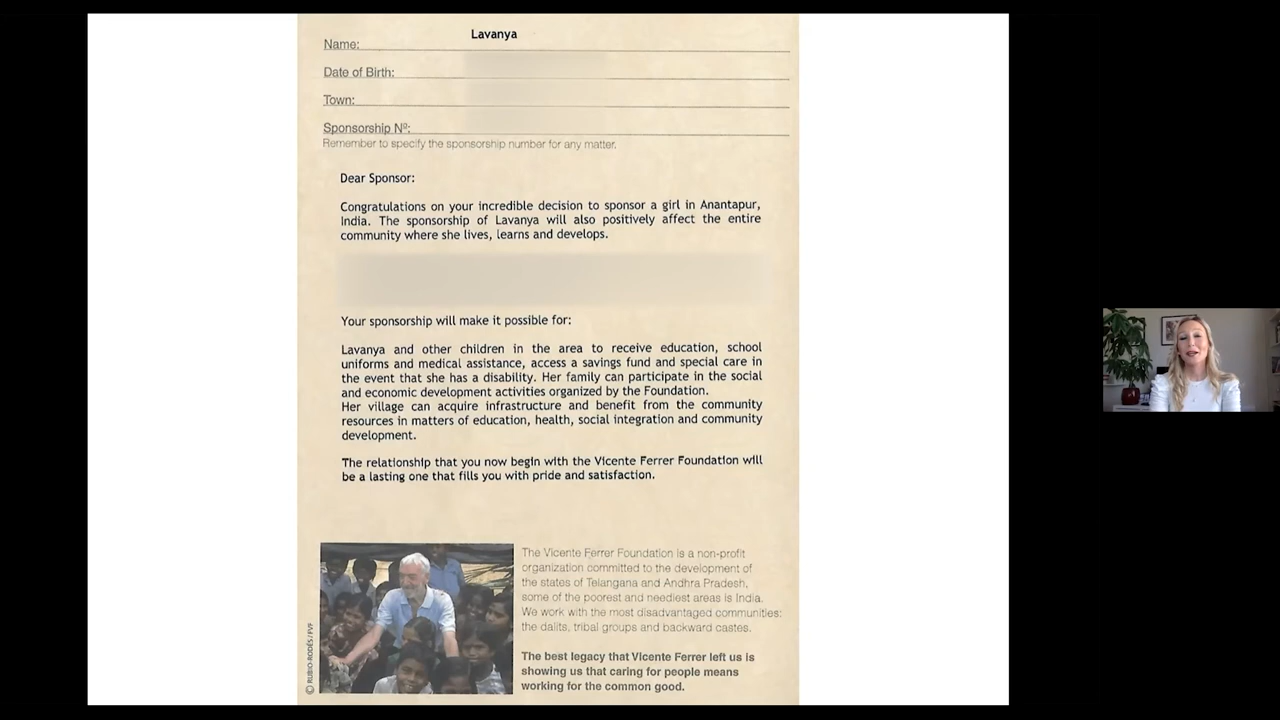 Lavanya
Name:
Date of Birth:
Town:
Sponsorship Nº:
Remember to specify the sponsorship number for any matter.
Dear Sponsor:
Congratulations on your incredible decision to sponsor a girl in Anantapur,
India. The sponsorship of Lavanya will also positively affect the entire
community where she lives, learns and develops.
Your sponsorship will make it possible for:
Lavanya and other children in the area to receive education, school
uniforms and medical assistance, access a savings fund and special care in
the event that she has a disability. Her family can participate in the social
and economic development activities organized by the Foundation.
Her village can acquire infrastructure and benefit from the community
resources in matters of education, health, social integration and community
development.
The relationship that you now begin with the Vicente Ferrer Foundation will
be a lasting one that fills you with pride and satisfaction.
© RUBIO-RODÉS/FVF
The Vicente Ferrer Foundation is a non-profit
organization committed to the development of
the states of Telangana and Andhra Pradesh,
some of the poorest and neediest areas is India.
We work with the most disadvantaged communities:
the dalits, tribal groups and backward castes.
The best legacy that Vicente Ferrer left us is
showing us that caring for people means
working for the common good.